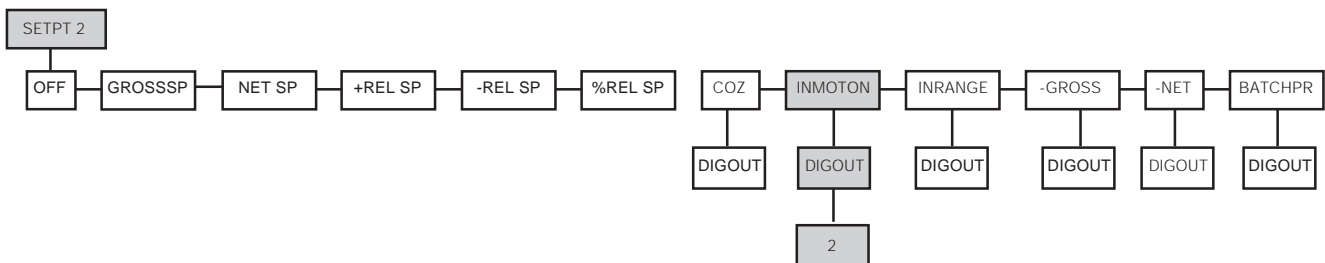 SETPT 2
OFF GROSSSP NET SP +REL SP -REL SP %REL SP COZ INMOTON INRANGE -GROSS -NET BATCHPR
DIGOUT DIGOUT DIGOUT DIGOUT DIGOUT DIGOUT
2